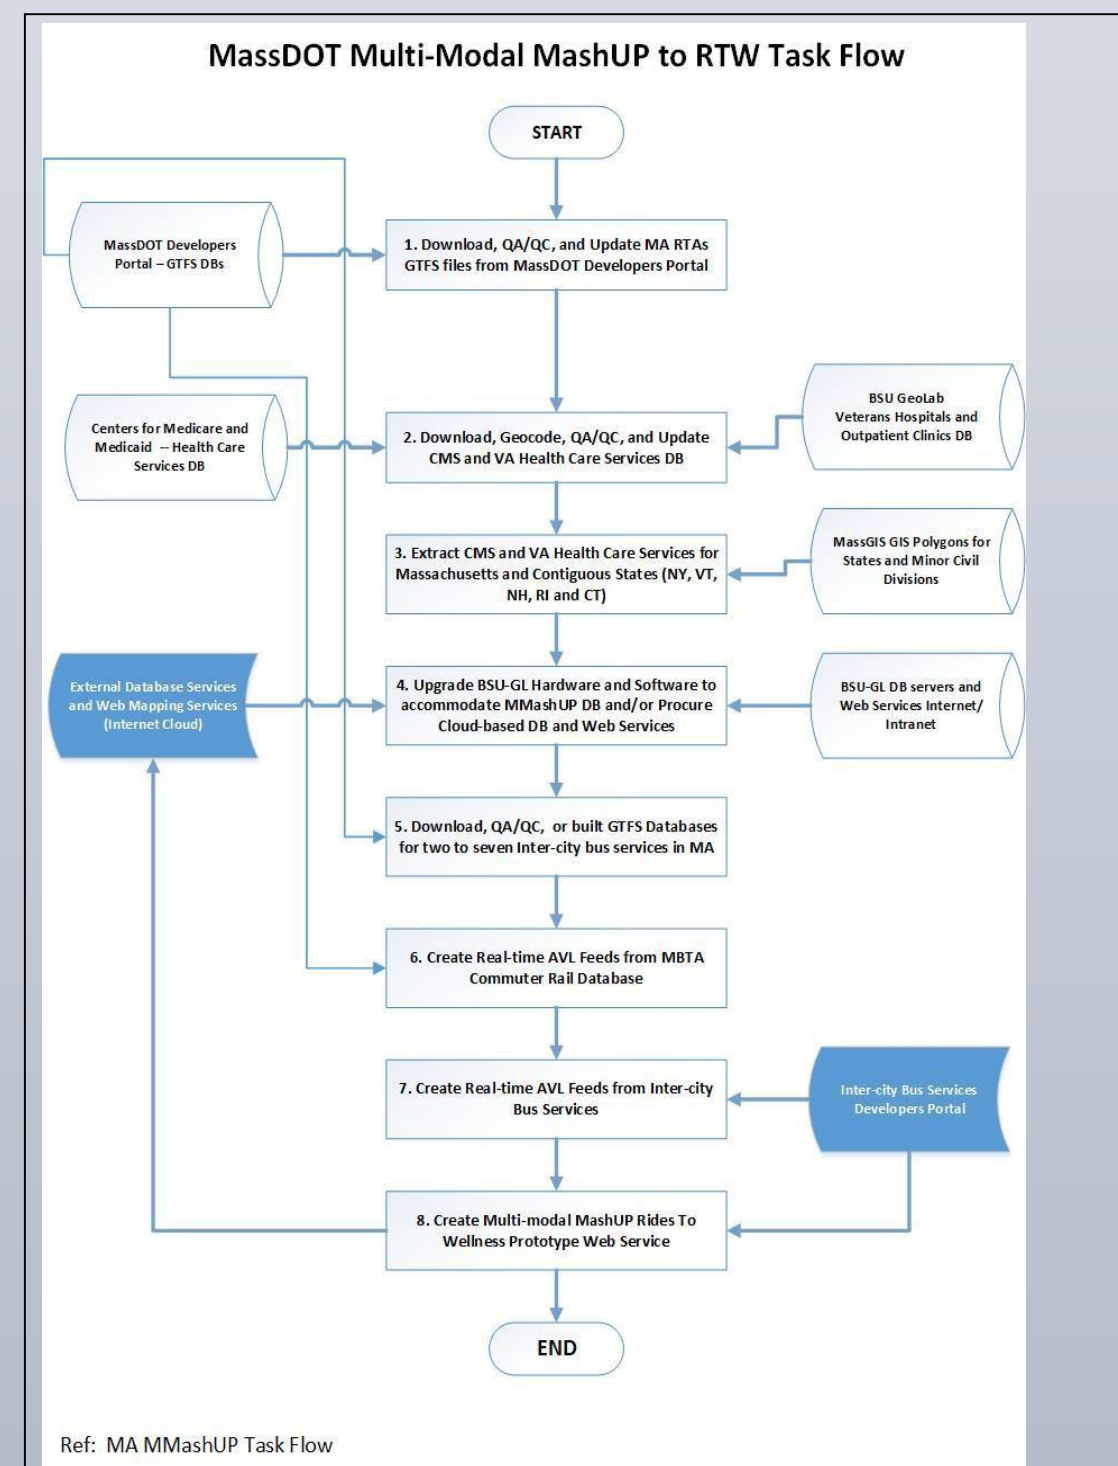 MassDOT Multi-Modal MashUP to RTW Task Flow
START
MassDOT Developers
Portal – GTFS DBs
1. Download, QA/QC, and Update MA RTAs
GTFS files from MassDOT Developers Portal
Centers for Medicare and
Medicaid -- Health Care
Services DB
2. Download, Geocode, QA/QC, and Update
CMS and VA Health Care Services DB
BSU GeoLab
Veterans Hospitals and
Outpatient Clinics DB
3. Extract CMS and VA Health Care Services for
Massachusetts and Contiguous States (NY, VT,
NH, RI and CT)
MassGIS GIS Polygons for
States and Minor Civil
Divisions
External Database Services
and Web Mapping Services
(Internet Cloud)
4. Upgrade BSU-GL Hardware and Software to
accommodate MMashUP DB and/or Procure
Cloud-based DB and Web Services
BSU-GL DB servers and
Web Services Internet/
Intranet
5. Download, QA/QC, or built GTFS Databases
for two to seven Inter-city bus services in MA
6. Create Real-time AVL Feeds from MBTA
Commuter Rail Database
7. Create Real-time AVL Feeds from Inter-city
Bus Services
Inter-city Bus Services
Developers Portal
8. Create Multi-modal MashUP Rides To
Wellness Prototype Web Service
END
Ref: MA MMashUP Task Flow